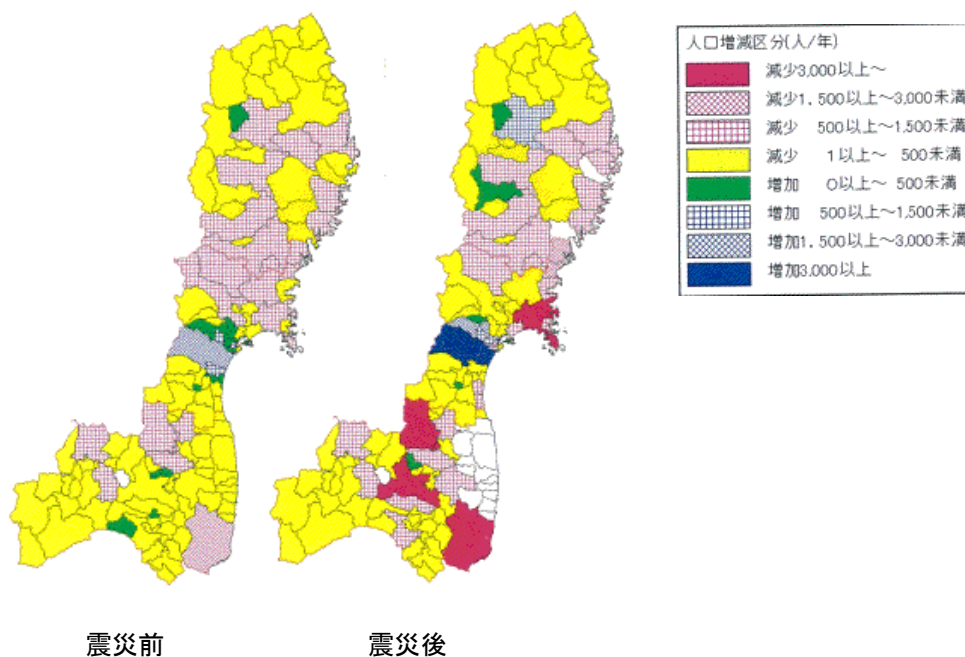 人口増減区分(人/年)
減少3,000以上~
減少1,500以上~3,000未満
減少 500以上~1,500未満
減少 1以上~ 500未満
増加 0以上~ 500未満
増加 500以上~1,500未満
増加1,500以上~3,000未満
増加3,000以上
震災前 震災後